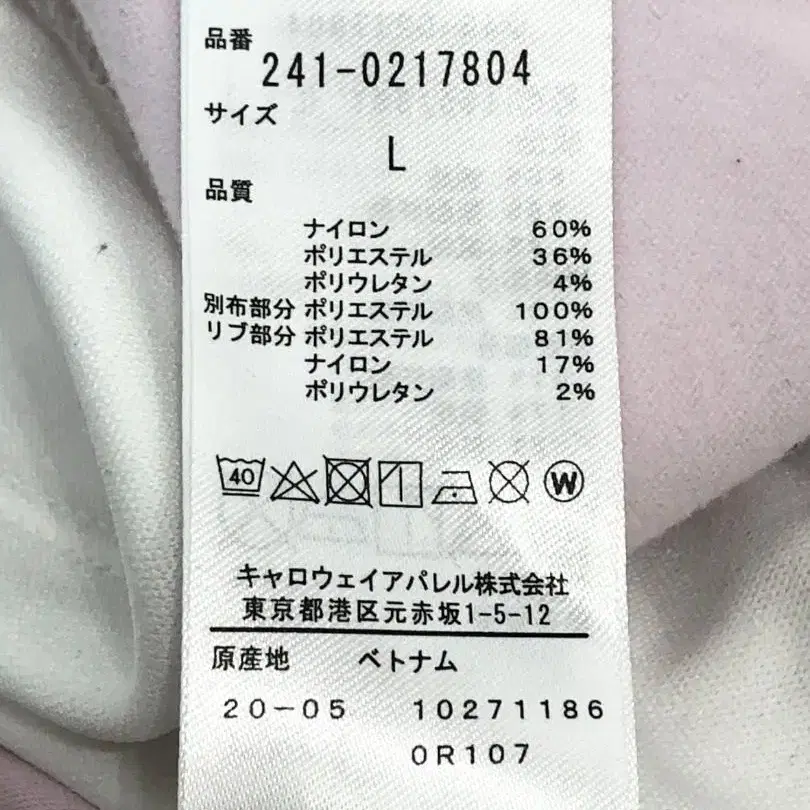 品番
241-0217804
サイズ
L
品質
ナイロン 60%
ポリエステル 36%
ポリウレタン 4%
別布部分 ポリエステル 100%
リブ部分 ポリエステル 81%
ナイロン 17%
ポリウレタン 2%
40
W
キャロウェイアパレル株式会社
東京都港区元赤坂1-5-12
原産地 ベトナム
20-05 10271186
0R107